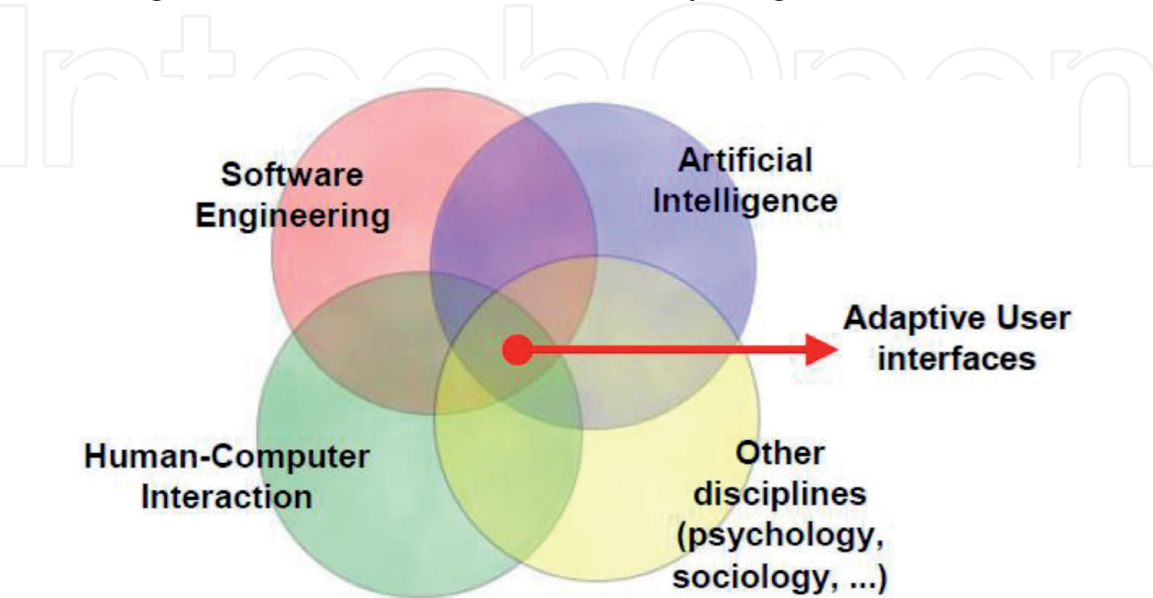 IntechOpen
Software
Engineering
Artificial
Intelligence
Adaptive User
interfaces
Human-Computer
Interaction
Other
disciplines
(psychology,
sociology, ...)